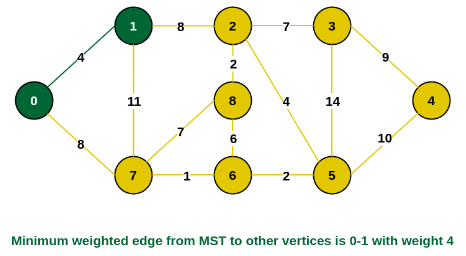 1 8 2 7 3
4 2 9
0 11 8 4 14 4
8 7 6 10
7 1 6 2 5
Minimum weighted edge from MST to other vertices is 0-1 with weight 4